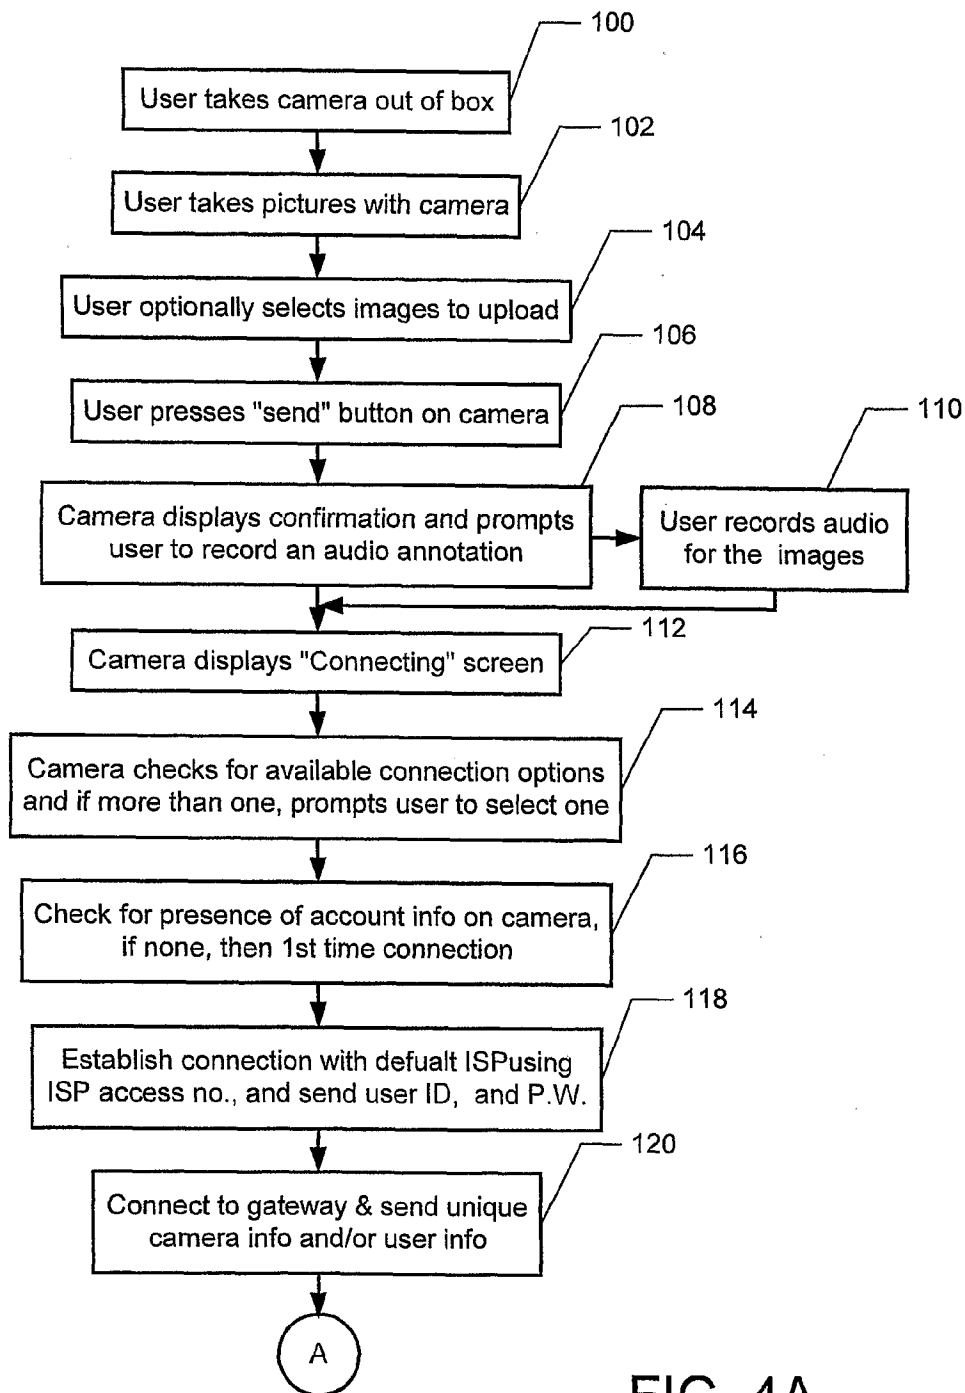 100
User takes camera out of box
102
User takes pictures with camera
104
User optionally selects images to upload
106
User presses "send" button on camera
108
110
Camera displays confirmation and prompts
user to record an audio annotation
User records audio
for the images
112
Camera displays "Connecting" screen
114
Camera checks for available connection options
and if more than one, prompts user to select one
116
Check for presence of account info on camera,
if none, then 1st time connection
118
Establish connection with defualt ISPusing
ISP access no., and send user ID, and P.W.
120
Connect to gateway & send unique
camera info and/or user info
A
FIG. 4A